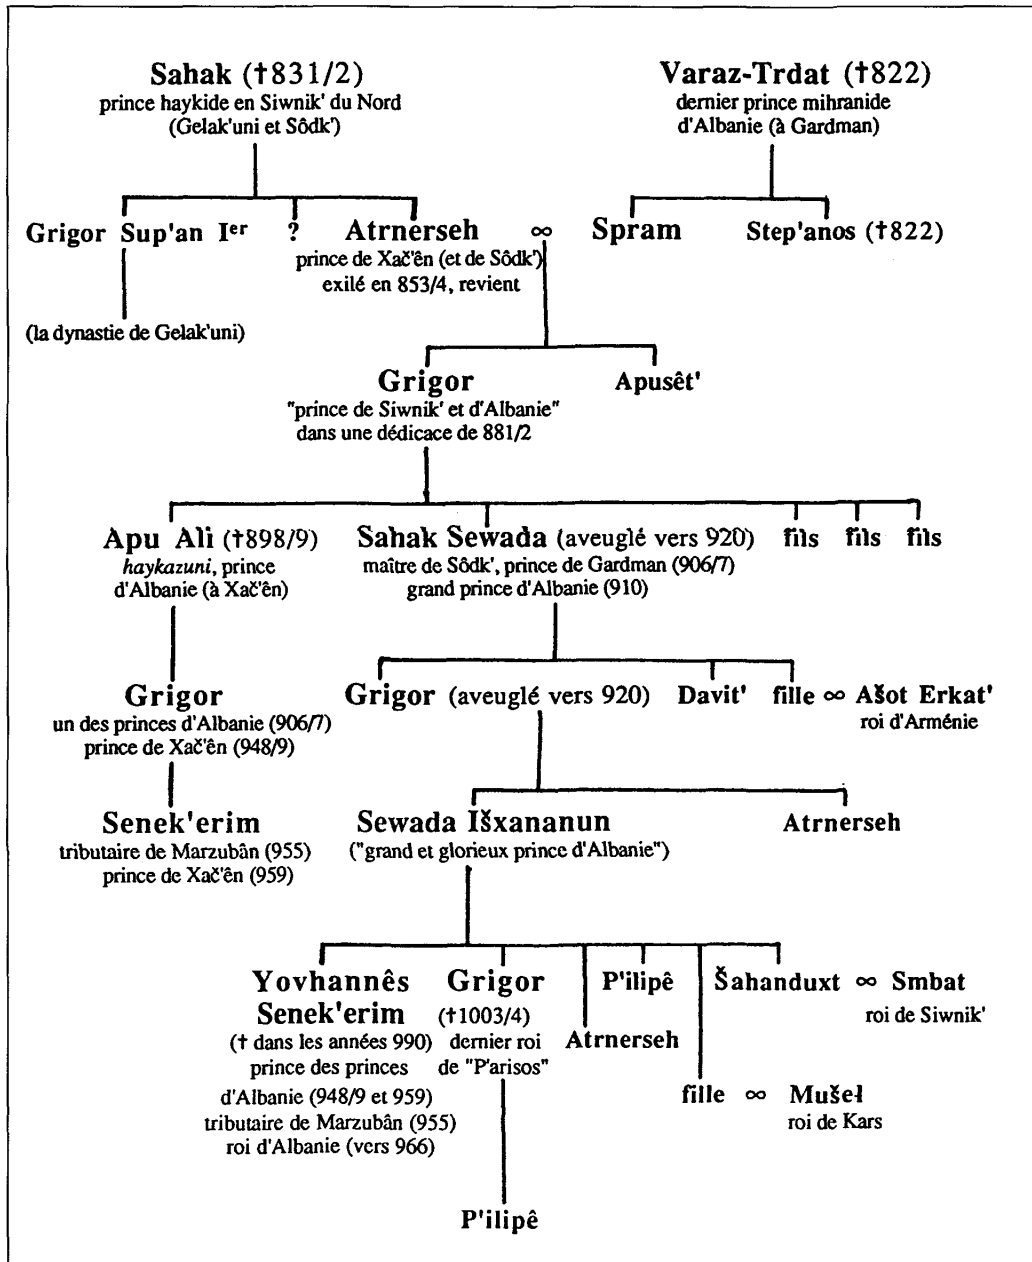 Sahak (†831/2)
prince haykide en Siwnik' du Nord
(Gelak'uni et Sôdk')
Varaz-Trdat (†822)
dernier prince mihranide
d'Albanie (à Gardman)
Grigor Sup'an Ier ? Atrnerseh ∞ Spram Step'anos (†822)
prince de Xač'ên (et de Sôdk')
exilé en 853/4, revient
(la dynastie de Gelak'uni)
Grigor Apusêt'
"prince de Siwnik' et d'Albanie"
dans une dédicace de 881/2
Apu Ali (†898/9)
haykazuni, prince
d'Albanie (à Xač'ên)
Sahak Sewada (aveuglé vers 920) fils fils fils
maître de Sôdk', prince de Gardman (906/7)
grand prince d'Albanie (910)
Grigor
un des princes d'Albanie (906/7)
prince de Xač'ên (948/9)
Grigor (aveuglé vers 920) Davit' fille ∞ Ašot Erkat'
roi d'Arménie
Senek'erim
tributaire de Marzubân (955)
prince de Xač'ên (959)
Sewada Išxananun Atrnerseh
("grand et glorieux prince d'Albanie")
Yovhannês
Senek'erim
(† dans les années 990)
prince des princes
d'Albanie (948/9 et 959)
tributaire de Marzubân (955)
roi d'Albanie (vers 966)
Grigor
(†1003/4)
dernier roi
de "P'arisos"
Atrnerseh
P'ilipê
Šahanduxt ∞ Smbat
roi de Siwnik'
fille ∞ Mušeł
roi de Kars
P'ilipê